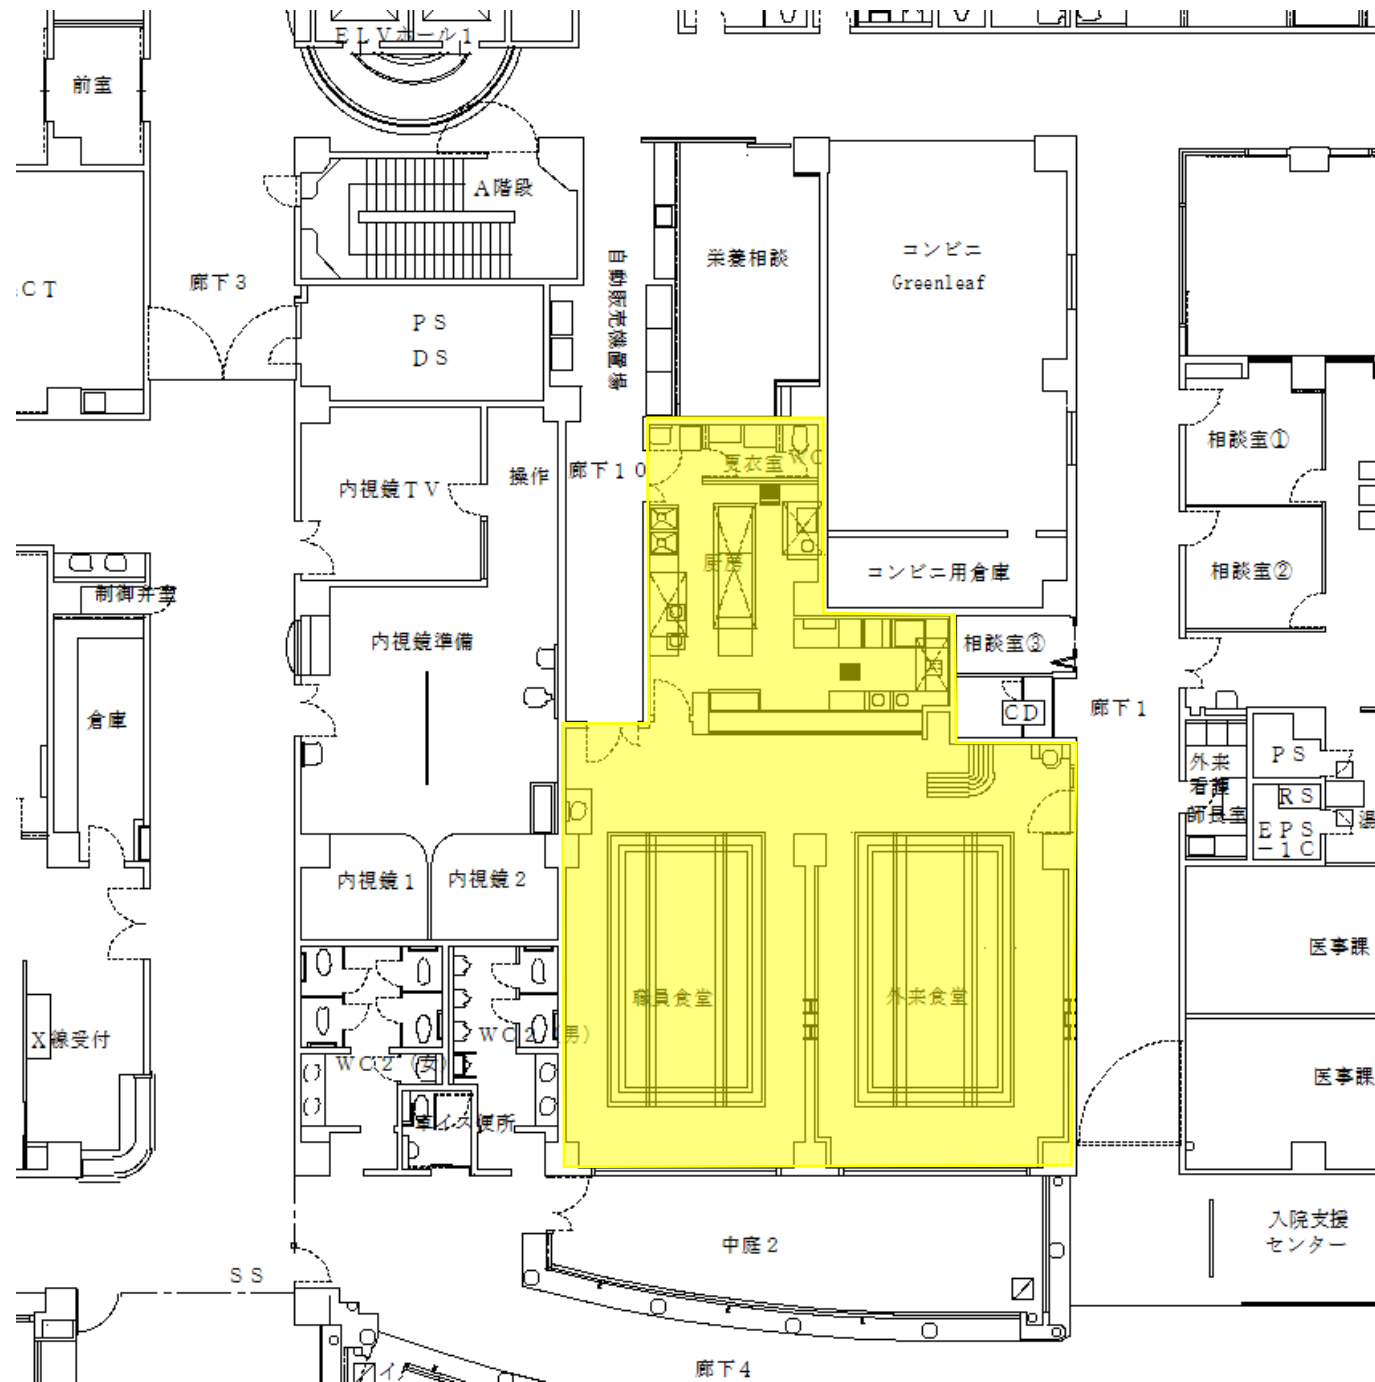 ＥＬＶホール１
前室
Ａ階段
栄養相談
コンビニ
Greenleaf
自動販売機置場
廊下３
ＣＴ
ＰＳ
ＤＳ
相談室①
更衣室
ＷＣ
操作
廊下１０
内視鏡ＴＶ
厨房
コンビニ用倉庫
相談室②
制御弁室
内視鏡準備
相談室③
倉庫
ＣＤ
廊下１
ＰＳ
外来
看護
師長室
ＲＳ
ＥＰＳ
－１Ｃ
湯
内視鏡１
内視鏡２
医事課
職員食堂
外来食堂
Ｘ線受付
ＷＣ２（男）
ＷＣ２（女）
医事課
車イス便所
入院支援
センター
中庭２
ＳＳ
廊下４